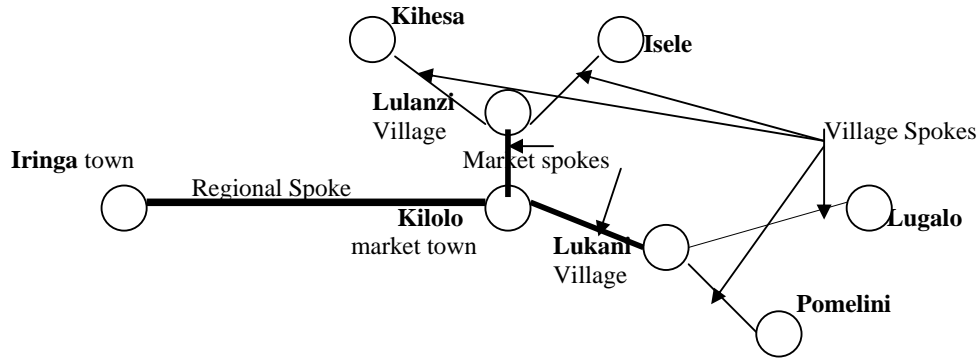 Kihesa
Isele
Lulanzi
Village
Village Spokes
Iringa town
Market spokes
Regional Spoke
Kilolo
market town
Lukani
Village
Lugalo
Pomelini